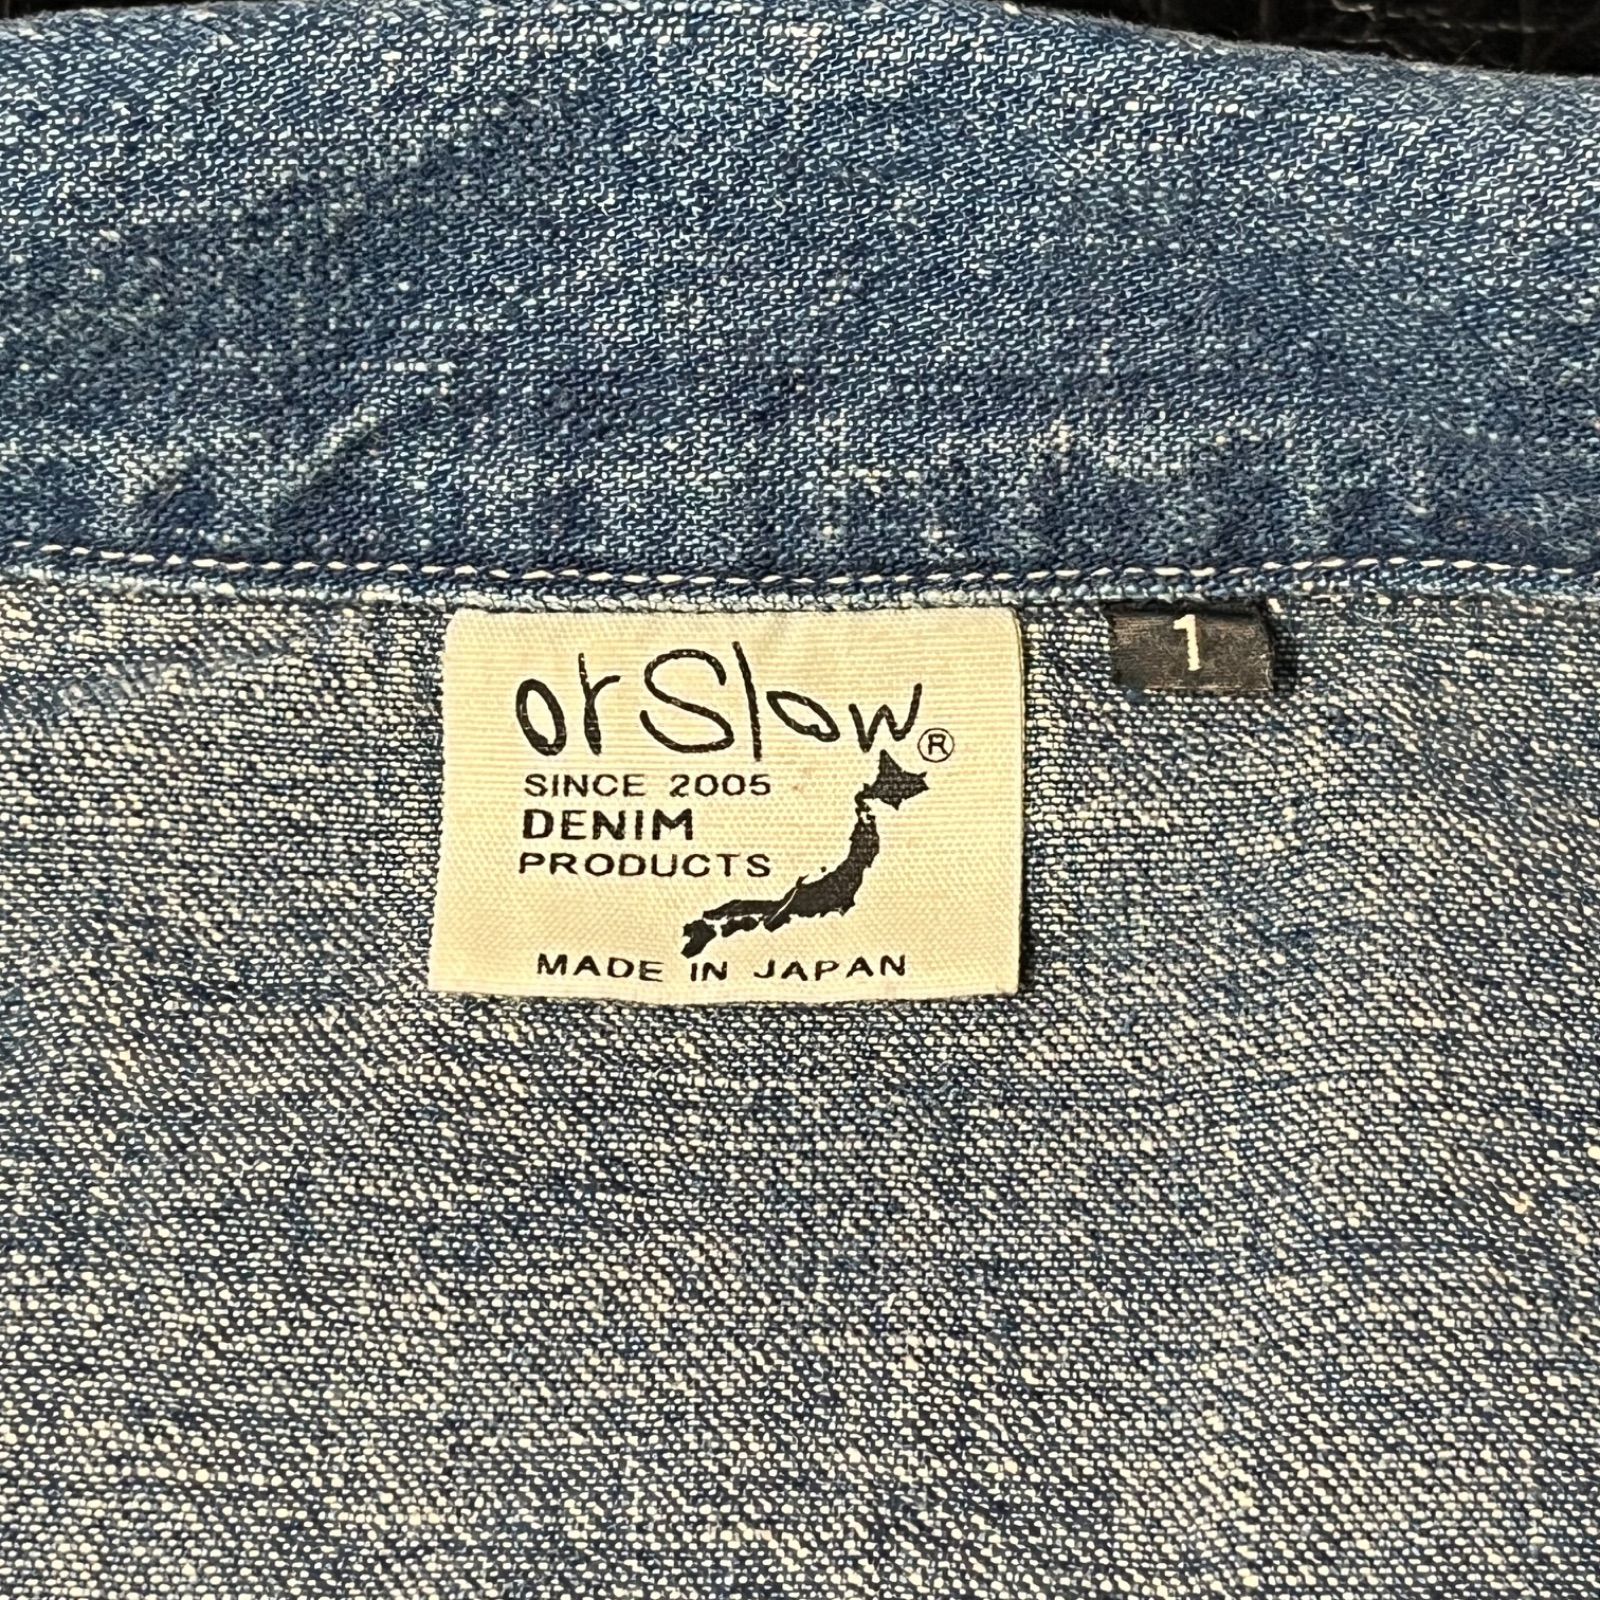 orSlow®
SINCE 2005
DENIM
PRODUCTS
MADE IN JAPAN
1